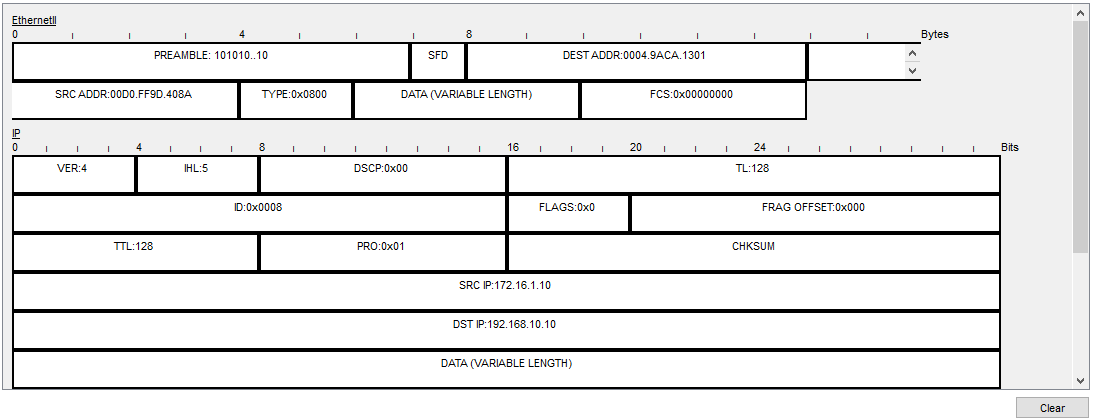 EthernetII
0 4 8 Bytes
PREAMBLE: 101010..10 SFD DEST ADDR:0004.9ACA.1301
SRC ADDR:00D0.FF9D.408A TYPE:0x0800 DATA (VARIABLE LENGTH) FCS:0x00000000
IP
0 4 8 16 20 24 Bits
VER:4 IHL:5 DSCP:0x00 TL:128
ID:0x0008 FLAGS:0x0 FRAG OFFSET:0x000
TTL:128 PRO:0x01 CHKSUM
SRC IP:172.16.1.10
DST IP:192.168.10.10
DATA (VARIABLE LENGTH)
Clear